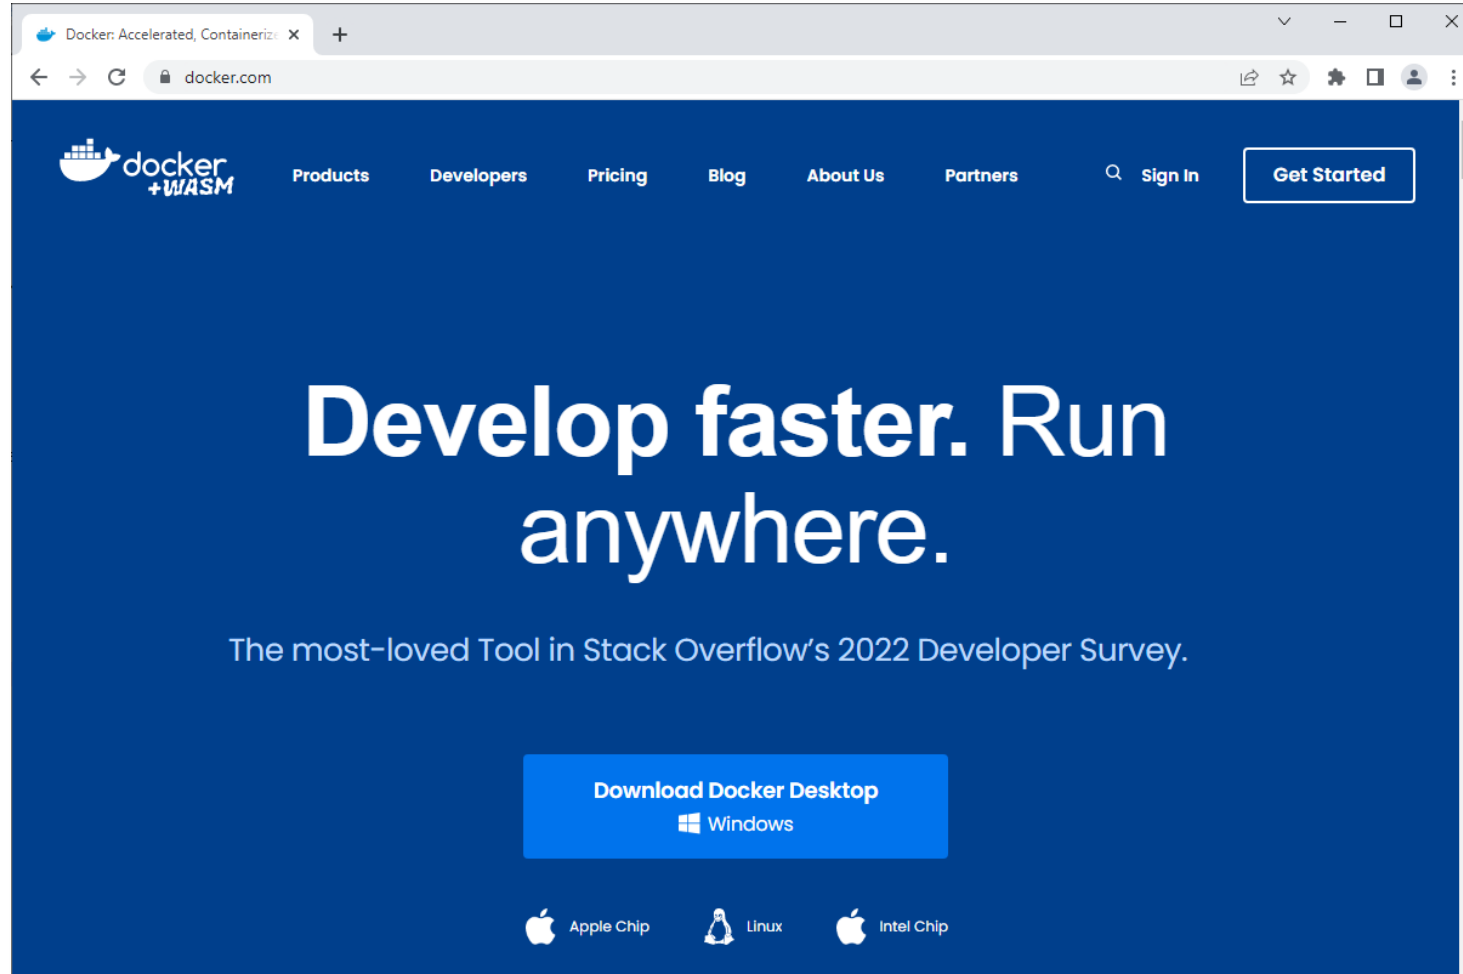 Docker: Accelerated, Containeriz
docker.com
docker
+WASM
Products
Developers
Pricing
Blog
About Us
Partners
Sign In
Get Started
Develop faster. Run
anywhere.
The most-loved Tool in Stack Overflow's 2022 Developer Survey.
Download Docker Desktop
Windows
Apple Chip
Linux
Intel Chip